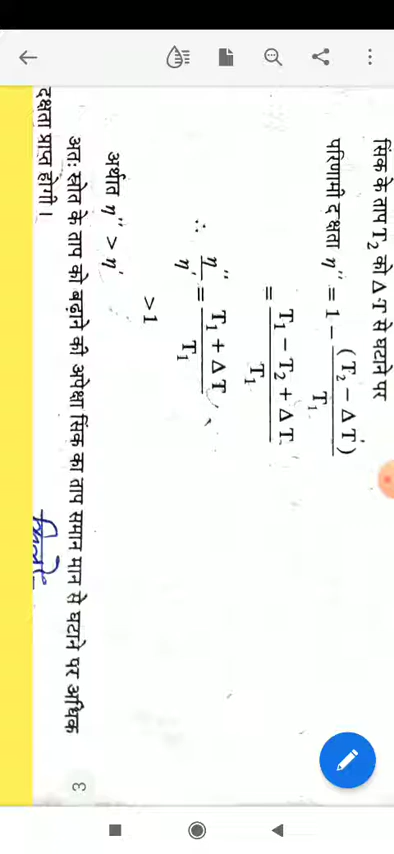 सिंक के ताप T₂ को ΔT से घटाने पर
परिणामी दक्षता η'' = 1 − (T₂ − ΔT) / T₁
= (T₁ − T₂ + ΔT) / T₁
∴ η'' / η' = (T₁ + ΔT) / T₁
> 1
अर्थात η'' > η'
अतः स्रोत के ताप को बढ़ाने की अपेक्षा सिंक का ताप समान मान से घटाने पर अधिक
दक्षता प्राप्त होगी।
3